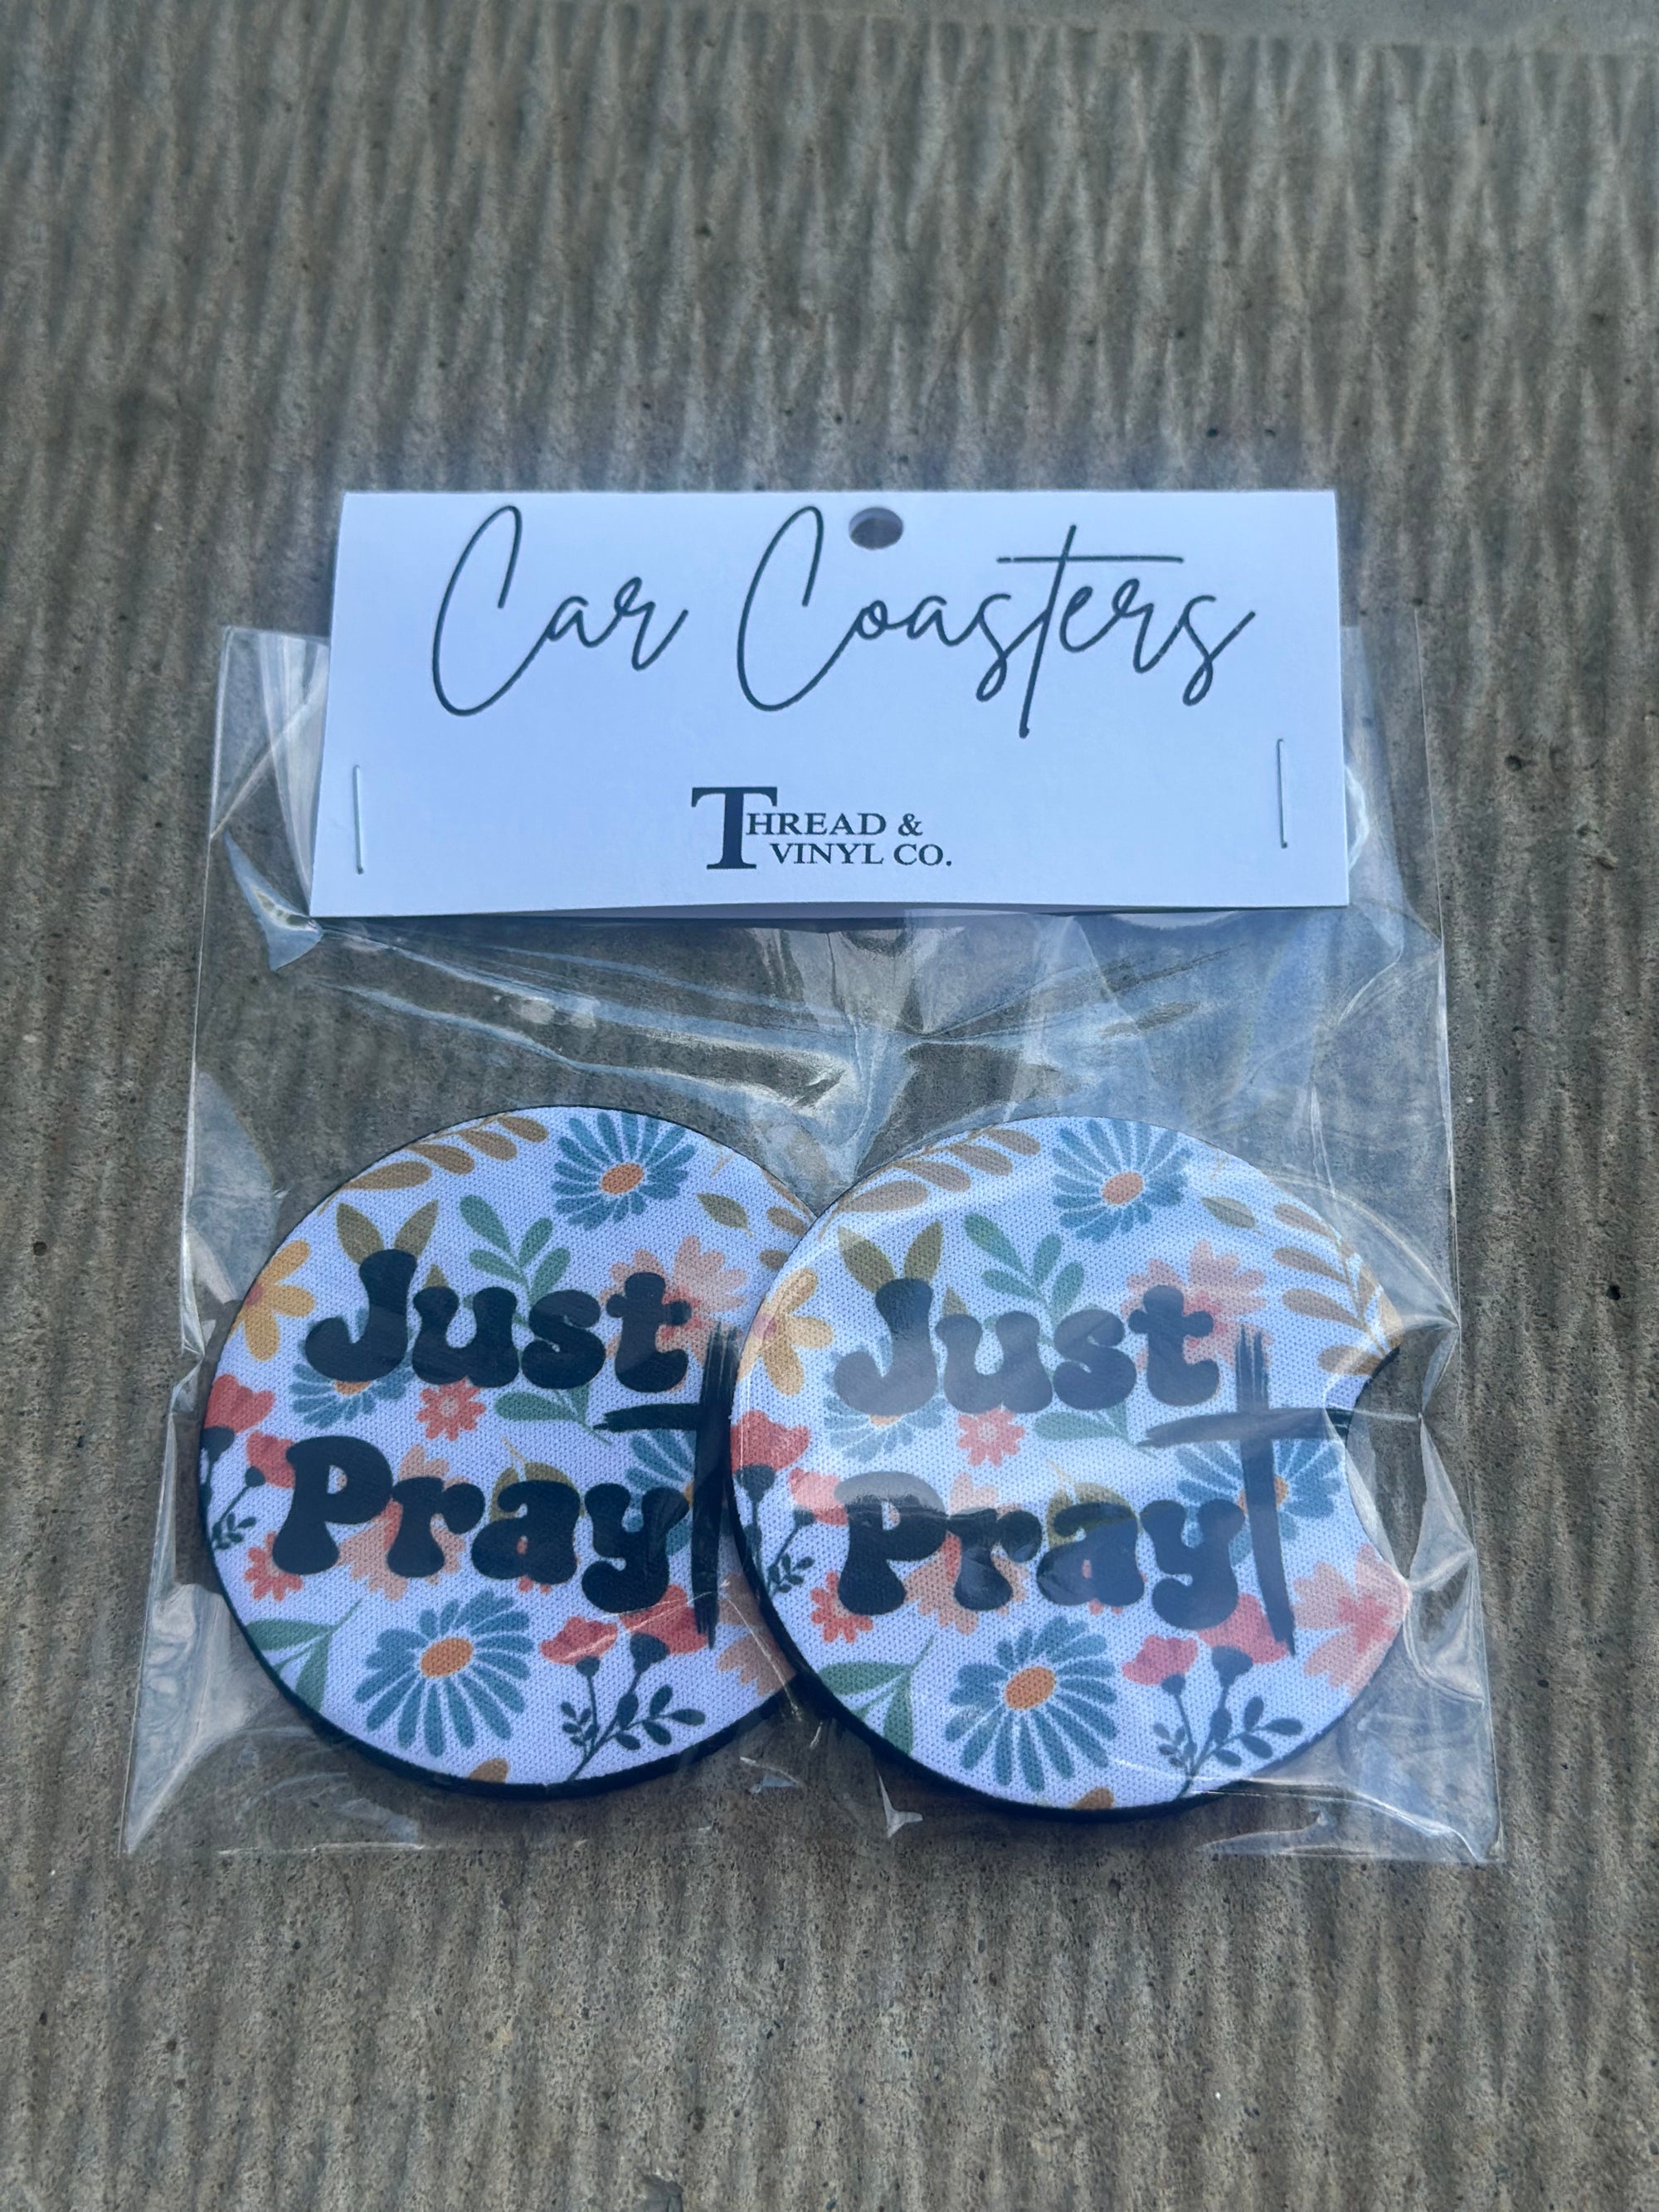 Car Coasters
THREAD &
VINYL CO.
Just
Pray
Just
Pray